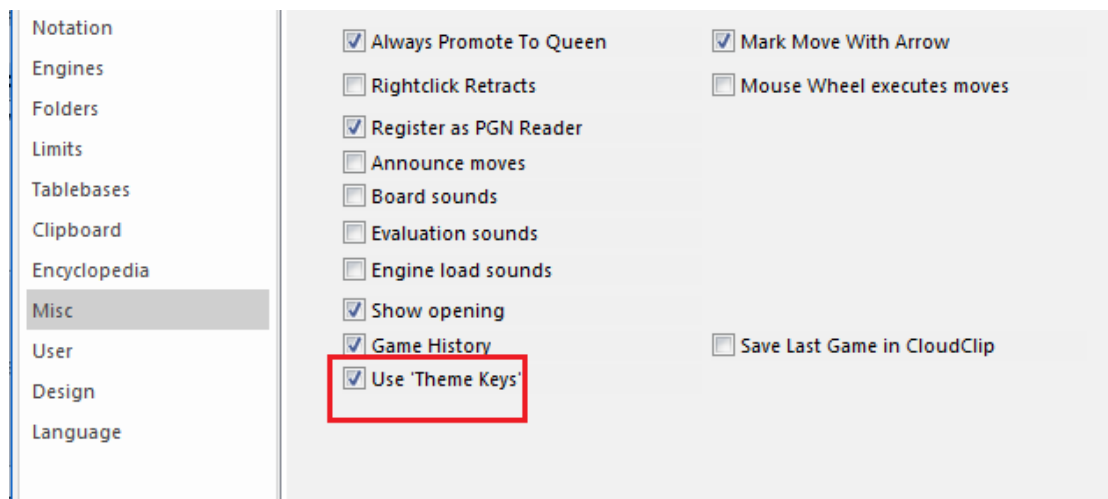 Notation
Engines
Folders
Limits
Tablebases
Clipboard
Encyclopedia
Misc
User
Design
Language
Always Promote To Queen
Mark Move With Arrow
Rightclick Retracts
Mouse Wheel executes moves
Register as PGN Reader
Announce moves
Board sounds
Evaluation sounds
Engine load sounds
Show opening
Game History
Save Last Game in CloudClip
Use 'Theme Keys'